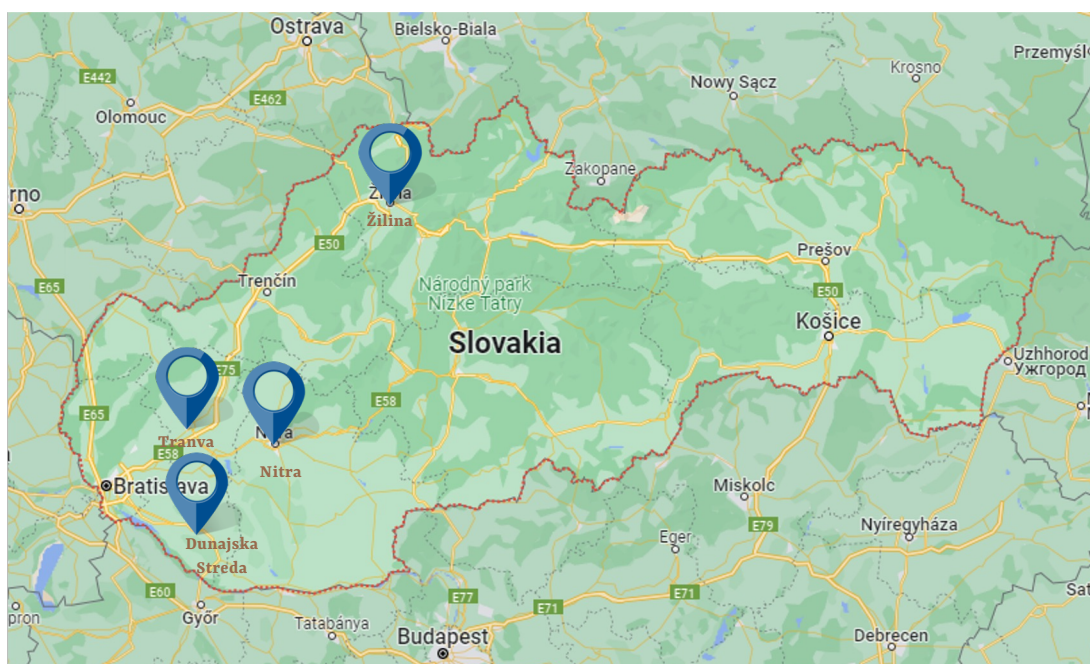 Ostrava
Bielsko-Biala
Przemyśl
Krosno
E442
Nowy Sącz
E462
Olomouc
Zakopane
rno
Žilina
E50
Prešov
Trenčín
E65
Národný park
Nízke Tatry
E50
Košice
Slovakia
Uzhhorod
Ужгород
E75
E58
E65
Tranva
E58
Nitra
Bratislava
Miskolc
E79
Nyíregyháza
Eger
Dunajska
Streda
E60
E77
E71
E71
Sat
pron
Győr
Tatabánya
Budapest
Debrecen